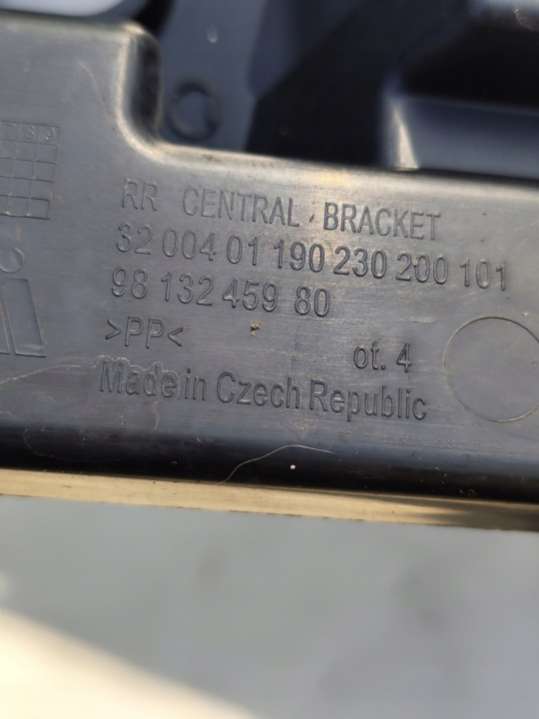 RR CENTRAL BRACKET
32 004 01 190 230 200 101
98 132 459 80
>PP<
ot. 4
Made in Czech Republic